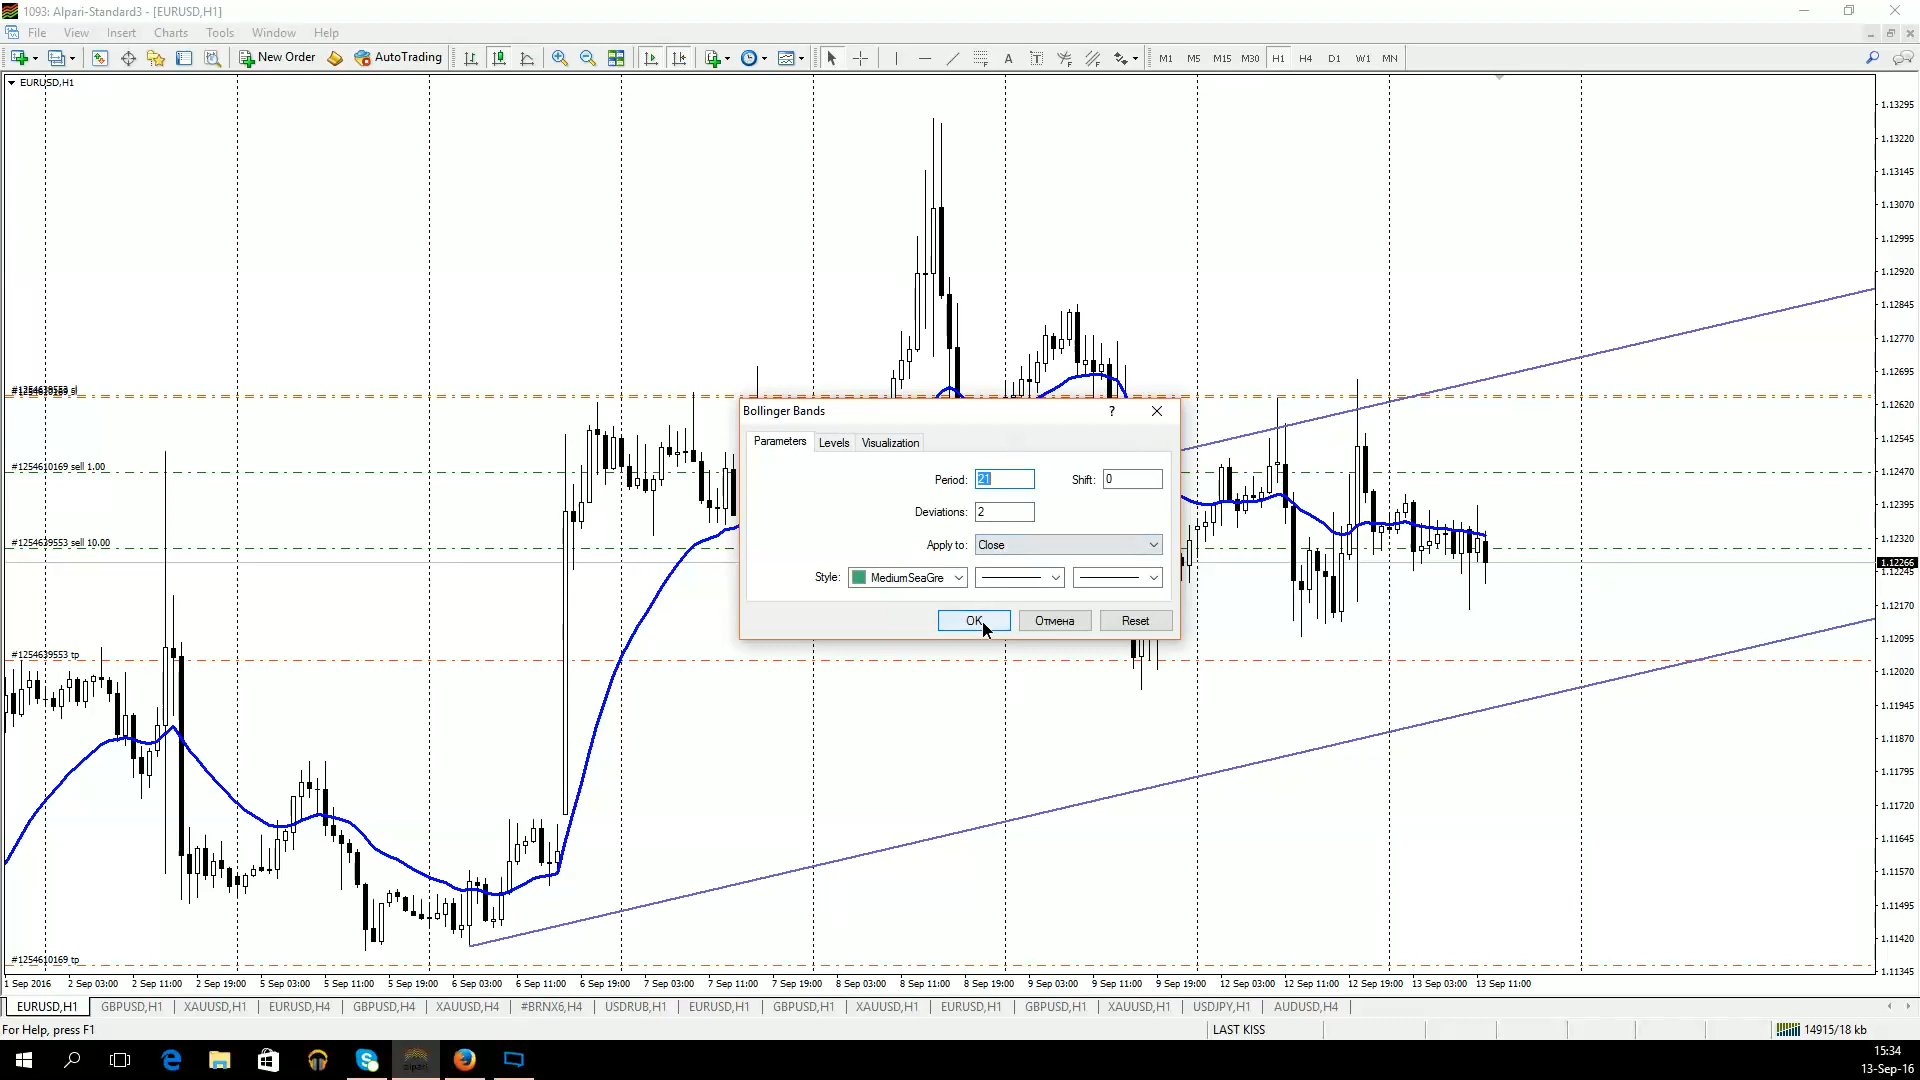 1093: Alpari-Standard3 - [EURUSD,H1]
File View Insert Charts Tools Window Help
New Order AutoTrading A T M1 M5 M15 M30 H1 H4 D1 W1 MN
EURUSD,H1
1.13295
1.13220
1.13145
1.13070
1.12995
1.12920
1.12845
1.12770
1.12695
1.12620
1.12545
1.12470
1.12395
1.12320
1.12266
1.12245
1.12170
1.12095
1.12020
1.11945
1.11870
1.11795
1.11720
1.11645
1.11570
1.11495
1.11420
1.11345
#1254610169 sell 1.00
#1254639553 sell 10.00
#1254639553 tp
#1254610169 tp
Bollinger Bands ?
Parameters Levels Visualization
Period: 21 Shift: 0
Deviations: 2
Apply to: Close
Style: MediumSeaGre
OK Отмена Reset
1 Sep 2016 2 Sep 03:00 2 Sep 11:00 2 Sep 19:00 5 Sep 03:00 5 Sep 11:00 5 Sep 19:00 6 Sep 03:00 6 Sep 11:00 6 Sep 19:00 7 Sep 03:00 7 Sep 11:00 7 Sep 19:00 8 Sep 03:00 8 Sep 11:00 8 Sep 19:00 9 Sep 03:00 9 Sep 11:00 9 Sep 19:00 12 Sep 03:00 12 Sep 11:00 12 Sep 19:00 13 Sep 03:00 13 Sep 11:00
EURUSD,H1 GBPUSD,H1 XAUUSD,H1 EURUSD,H4 GBPUSD,H4 XAUUSD,H4 #BRNX6,H4 USDRUB,H1 EURUSD,H1 GBPUSD,H1 XAUUSD,H1 EURUSD,H1 GBPUSD,H1 XAUUSD,H1 USDJPY,H1 AUDUSD,H4
For Help, press F1 LAST KISS 14915/18 kb
alpari
15:34
13-Sep-16